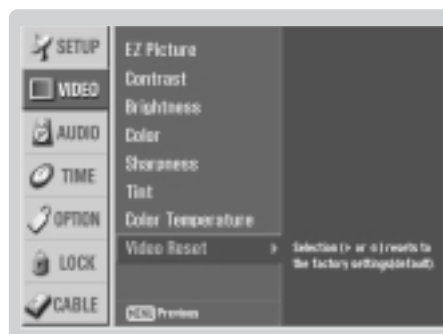 SETUP
VIDEO
AUDIO
TIME
OPTION
LOCK
CABLE
EZ Picture
Contrast
Brightness
Color
Sharpness
Tint
Color Temperature
Video Reset
Selection (▷ or ⊙) resets to
the factory settings(default).
MENU Previous